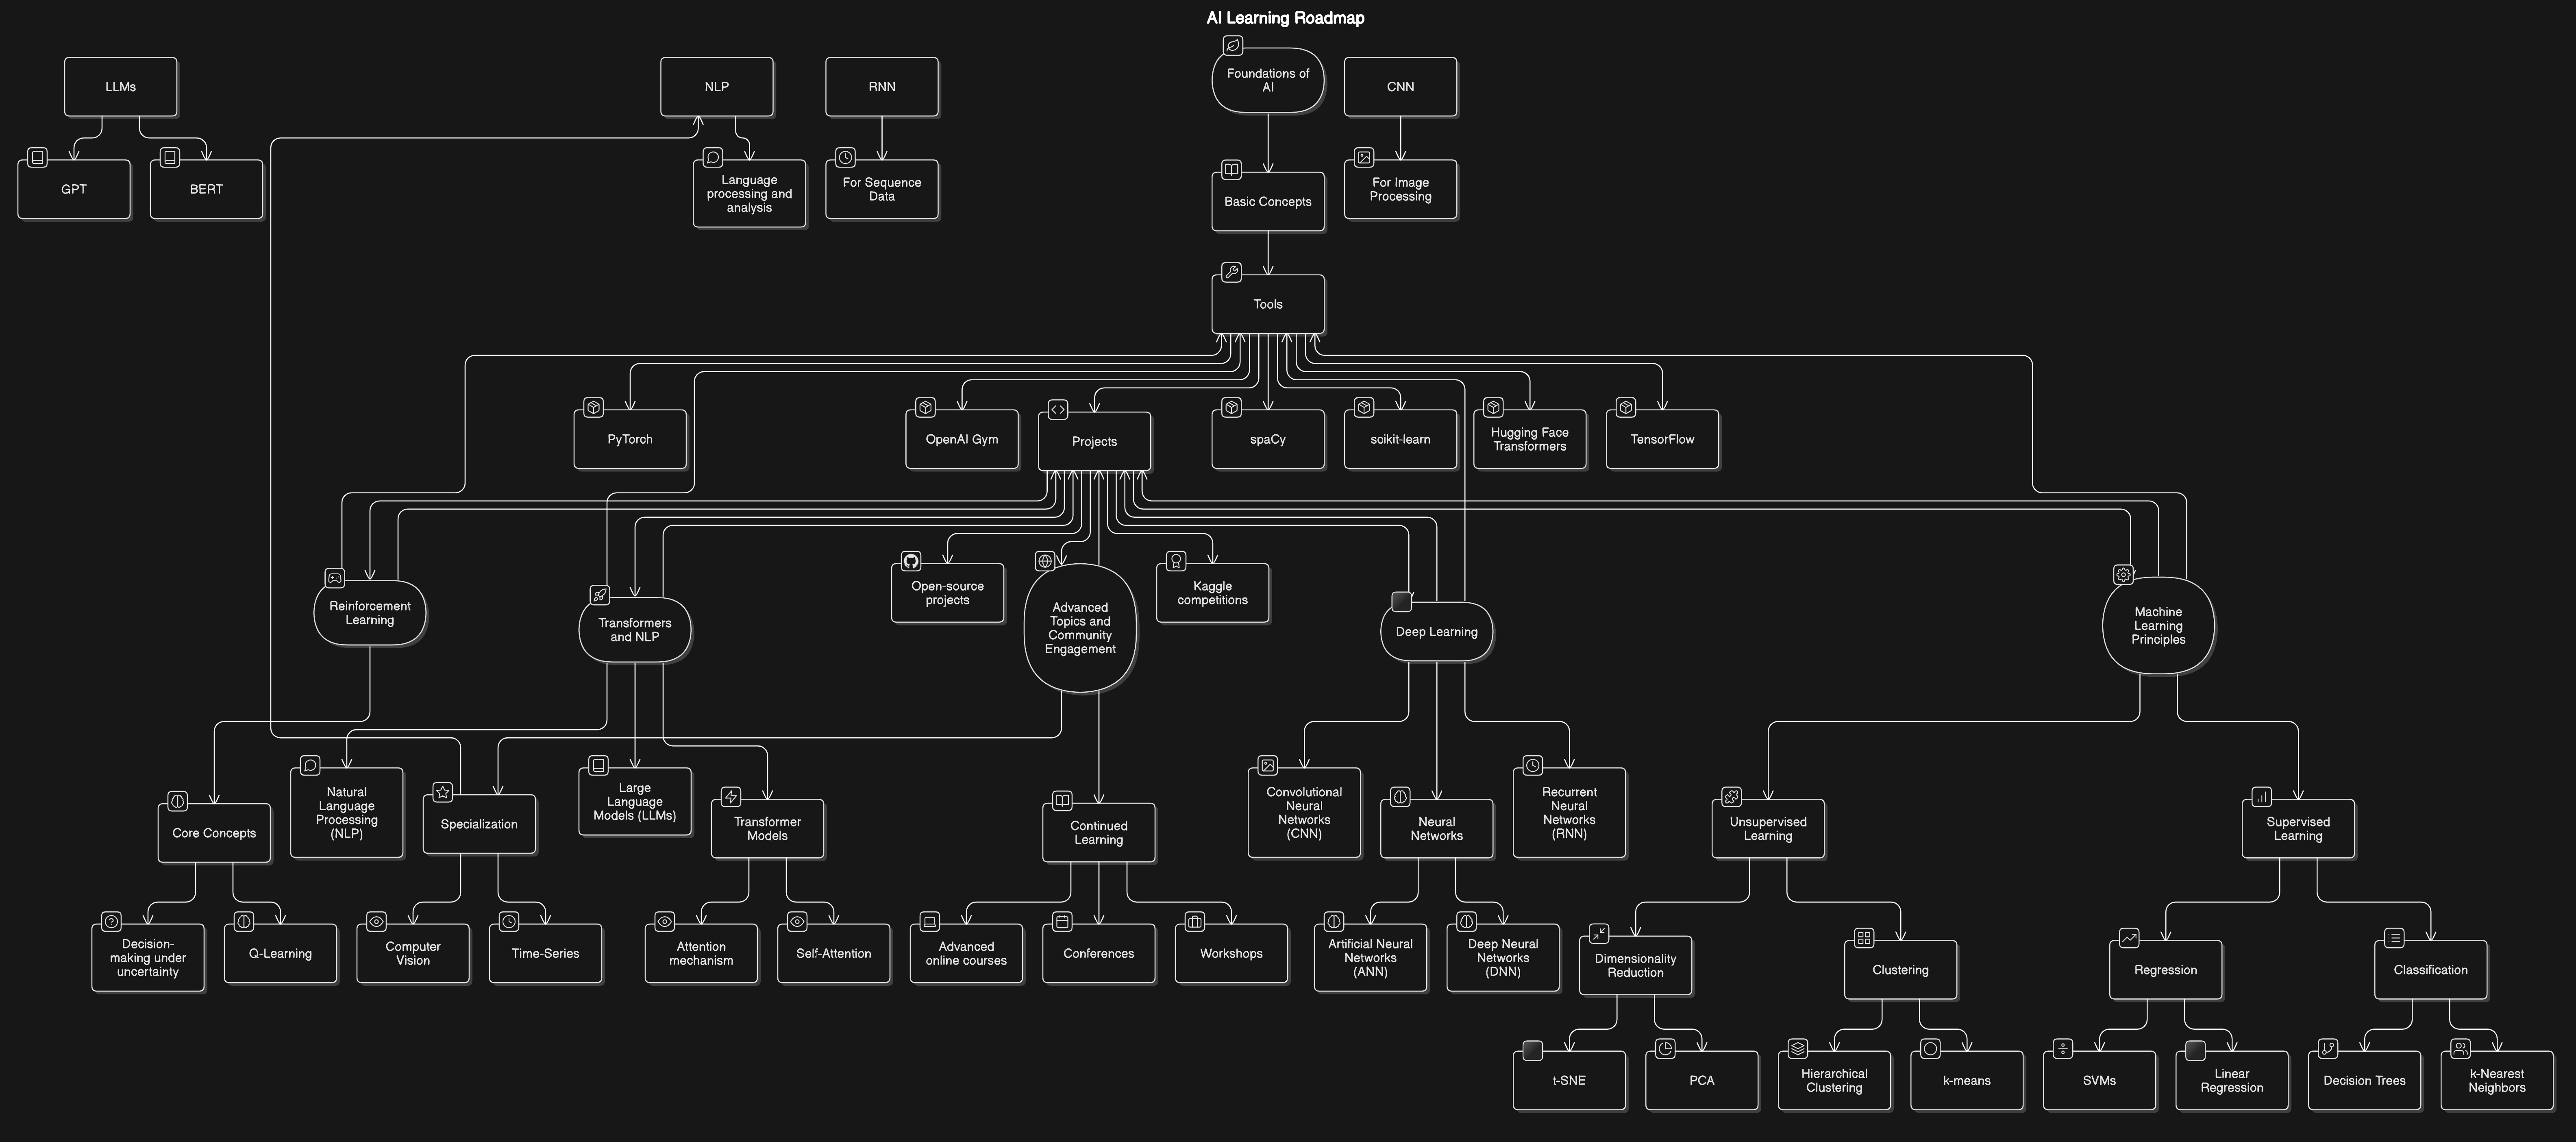 AI Learning Roadmap
LLMs
NLP
RNN
Foundations of
AI
CNN
GPT
BERT
Language
processing and
analysis
For Sequence
Data
Basic Concepts
For Image
Processing
Tools
PyTorch
OpenAI Gym
Projects
spaCy
scikit-learn
Hugging Face
Transformers
TensorFlow
Reinforcement
Learning
Transformers
and NLP
Open-source
projects
Advanced
Topics and
Community
Engagement
Kaggle
competitions
Deep Learning
Machine
Learning
Principles
Core Concepts
Natural
Language
Processing
(NLP)
Specialization
Large
Language
Models (LLMs)
Transformer
Models
Continued
Learning
Convolutional
Neural
Networks
(CNN)
Neural
Networks
Recurrent
Neural
Networks
(RNN)
Unsupervised
Learning
Supervised
Learning
Decision-
making under
uncertainty
Q-Learning
Computer
Vision
Time-Series
Attention
mechanism
Self-Attention
Advanced
online courses
Conferences
Workshops
Artificial Neural
Networks
(ANN)
Deep Neural
Networks
(DNN)
Dimensionality
Reduction
Clustering
Regression
Classification
t-SNE
PCA
Hierarchical
Clustering
k-means
SVMs
Linear
Regression
Decision Trees
k-Nearest
Neighbors